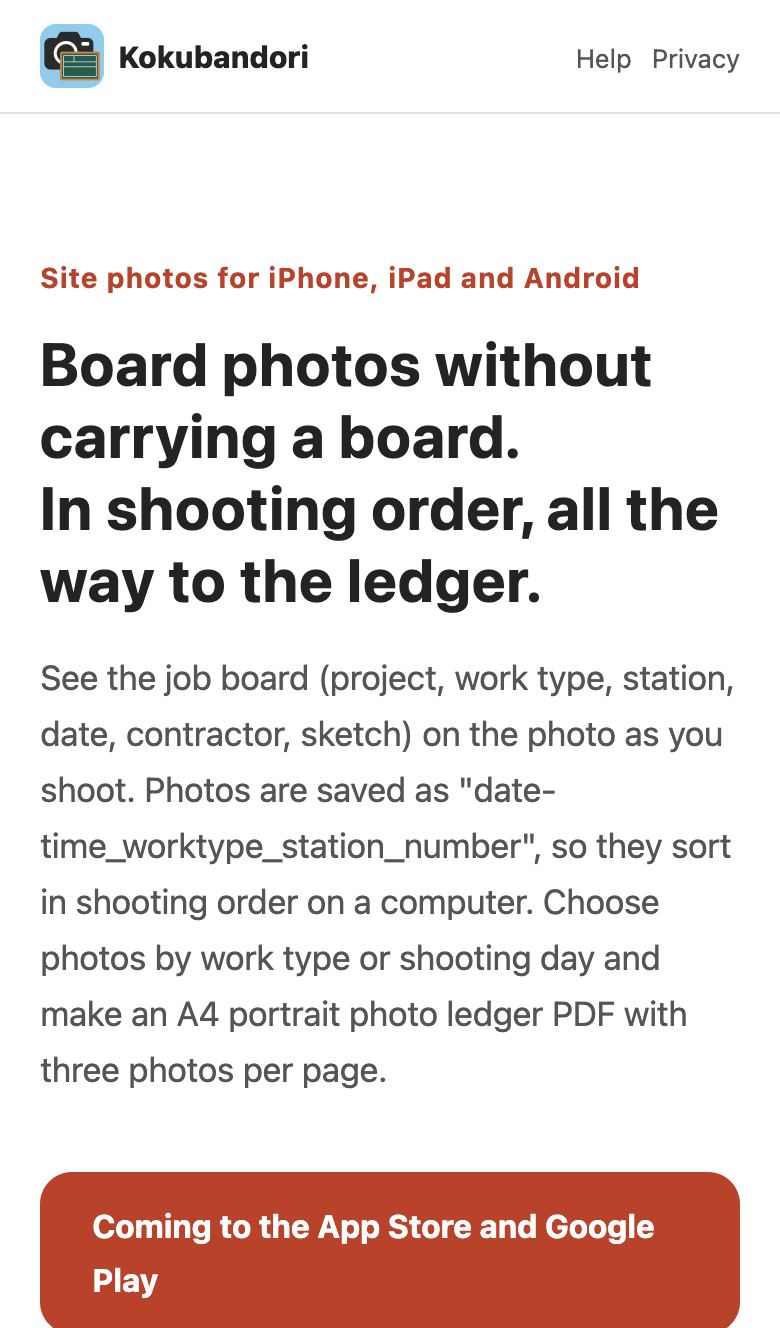 Kokubandori
Help Privacy
Site photos for iPhone, iPad and Android
Board photos without
carrying a board.
In shooting order, all the
way to the ledger.
See the job board (project, work type, station,
date, contractor, sketch) on the photo as you
shoot. Photos are saved as "date-
time_worktype_station_number", so they sort
in shooting order on a computer. Choose
photos by work type or shooting day and
make an A4 portrait photo ledger PDF with
three photos per page.
Coming to the App Store and Google
Play